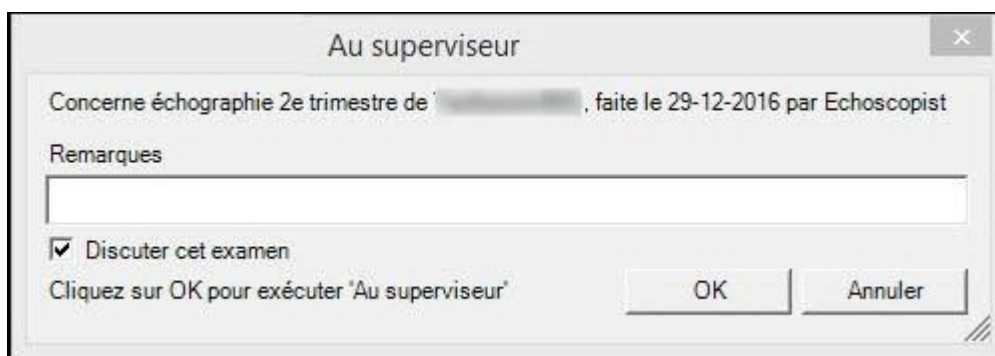 Au superviseur
Concerne échographie 2e trimestre de , faite le 29-12-2016 par Echoscopist
Remarques
Discuter cet examen
Cliquez sur OK pour exécuter 'Au superviseur'
OK
Annuler